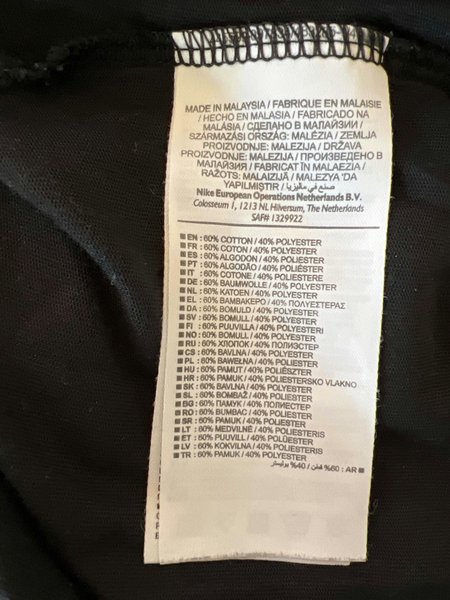 MADE IN MALAYSIA / FABRIQUE EN MALAISIE
/ HECHO EN MALASIA / FABRICADO NA
MALÁSIA / СДЕЛАНО В МАЛАЙЗИИ /
SZÁRMAZÁSI ORSZÁG: MALÉZIA / ZEMLJA
PROIZVODNJE: MALEZIJA / DRŽAVA
PROIZVODNJE: MALEZIJA / ПРОИЗВЕДЕНО В
МАЛАЙЗИЯ / FABRICAT ÎN MALAEZIA /
RAŽOTS: MALAIZIJĀ / MALEZYA 'DA
YAPILMIŞTIR / صنع في ماليزيا
Nike European Operations Netherlands B.V.
Colosseum 1, 1213 NL Hilversum, The Netherlands
SAF# 1329922
EN : 60% COTTON / 40% POLYESTER
FR : 60% COTON / 40% POLYESTER
ES : 60% ALGODON / 40% POLIESTER
PT : 60% ALGODÃO / 40% POLIÉSTER
IT : 60% COTONE / 40% POLIESTERE
DE : 60% BAUMWOLLE / 40% POLYESTER
NL : 60% KATOEN / 40% POLYESTER
EL : 60% ΒΑΜΒΑΚΕΡΟ / 40% ΠΟΛΥΕΣΤΕΡΑΣ
DA : 60% BOMULD / 40% POLYESTER
SV : 60% BOMULL / 40% POLYESTER
FI : 60% PUUVILLA / 40% POLYESTERI
NO : 60% BOMULL / 40% POLYESTER
RU : 60% ХЛОПОК / 40% ПОЛИЭСТЕР
CS : 60% BAVLNA / 40% POLYESTER
PL : 60% BAWEŁNA / 40% POLIESTER
HU : 60% PAMUT / 40% POLIÉSZTER
HR : 60% PAMUK / 40% POLIESTERSKO VLAKNO
SK : 60% BAVLNA / 40% POLYESTER
SL : 60% BOMBAŽ / 40% POLIESTER
BG : 60% ПАМУК / 40% ПОЛИЕСТЕР
RO : 60% BUMBAC / 40% POLIESTER
SR : 60% PAMUK / 40% POLIESTER
LT : 60% MEDVILNĖ / 40% POLIESTERIS
ET : 60% PUUVILL / 40% POLÜESTER
LV : 60% KOKVILNA / 40% POLIESTERIS
TR : 60% PAMUK / 40% POLYESTER
AR : 60% قطن / 40% بوليستر